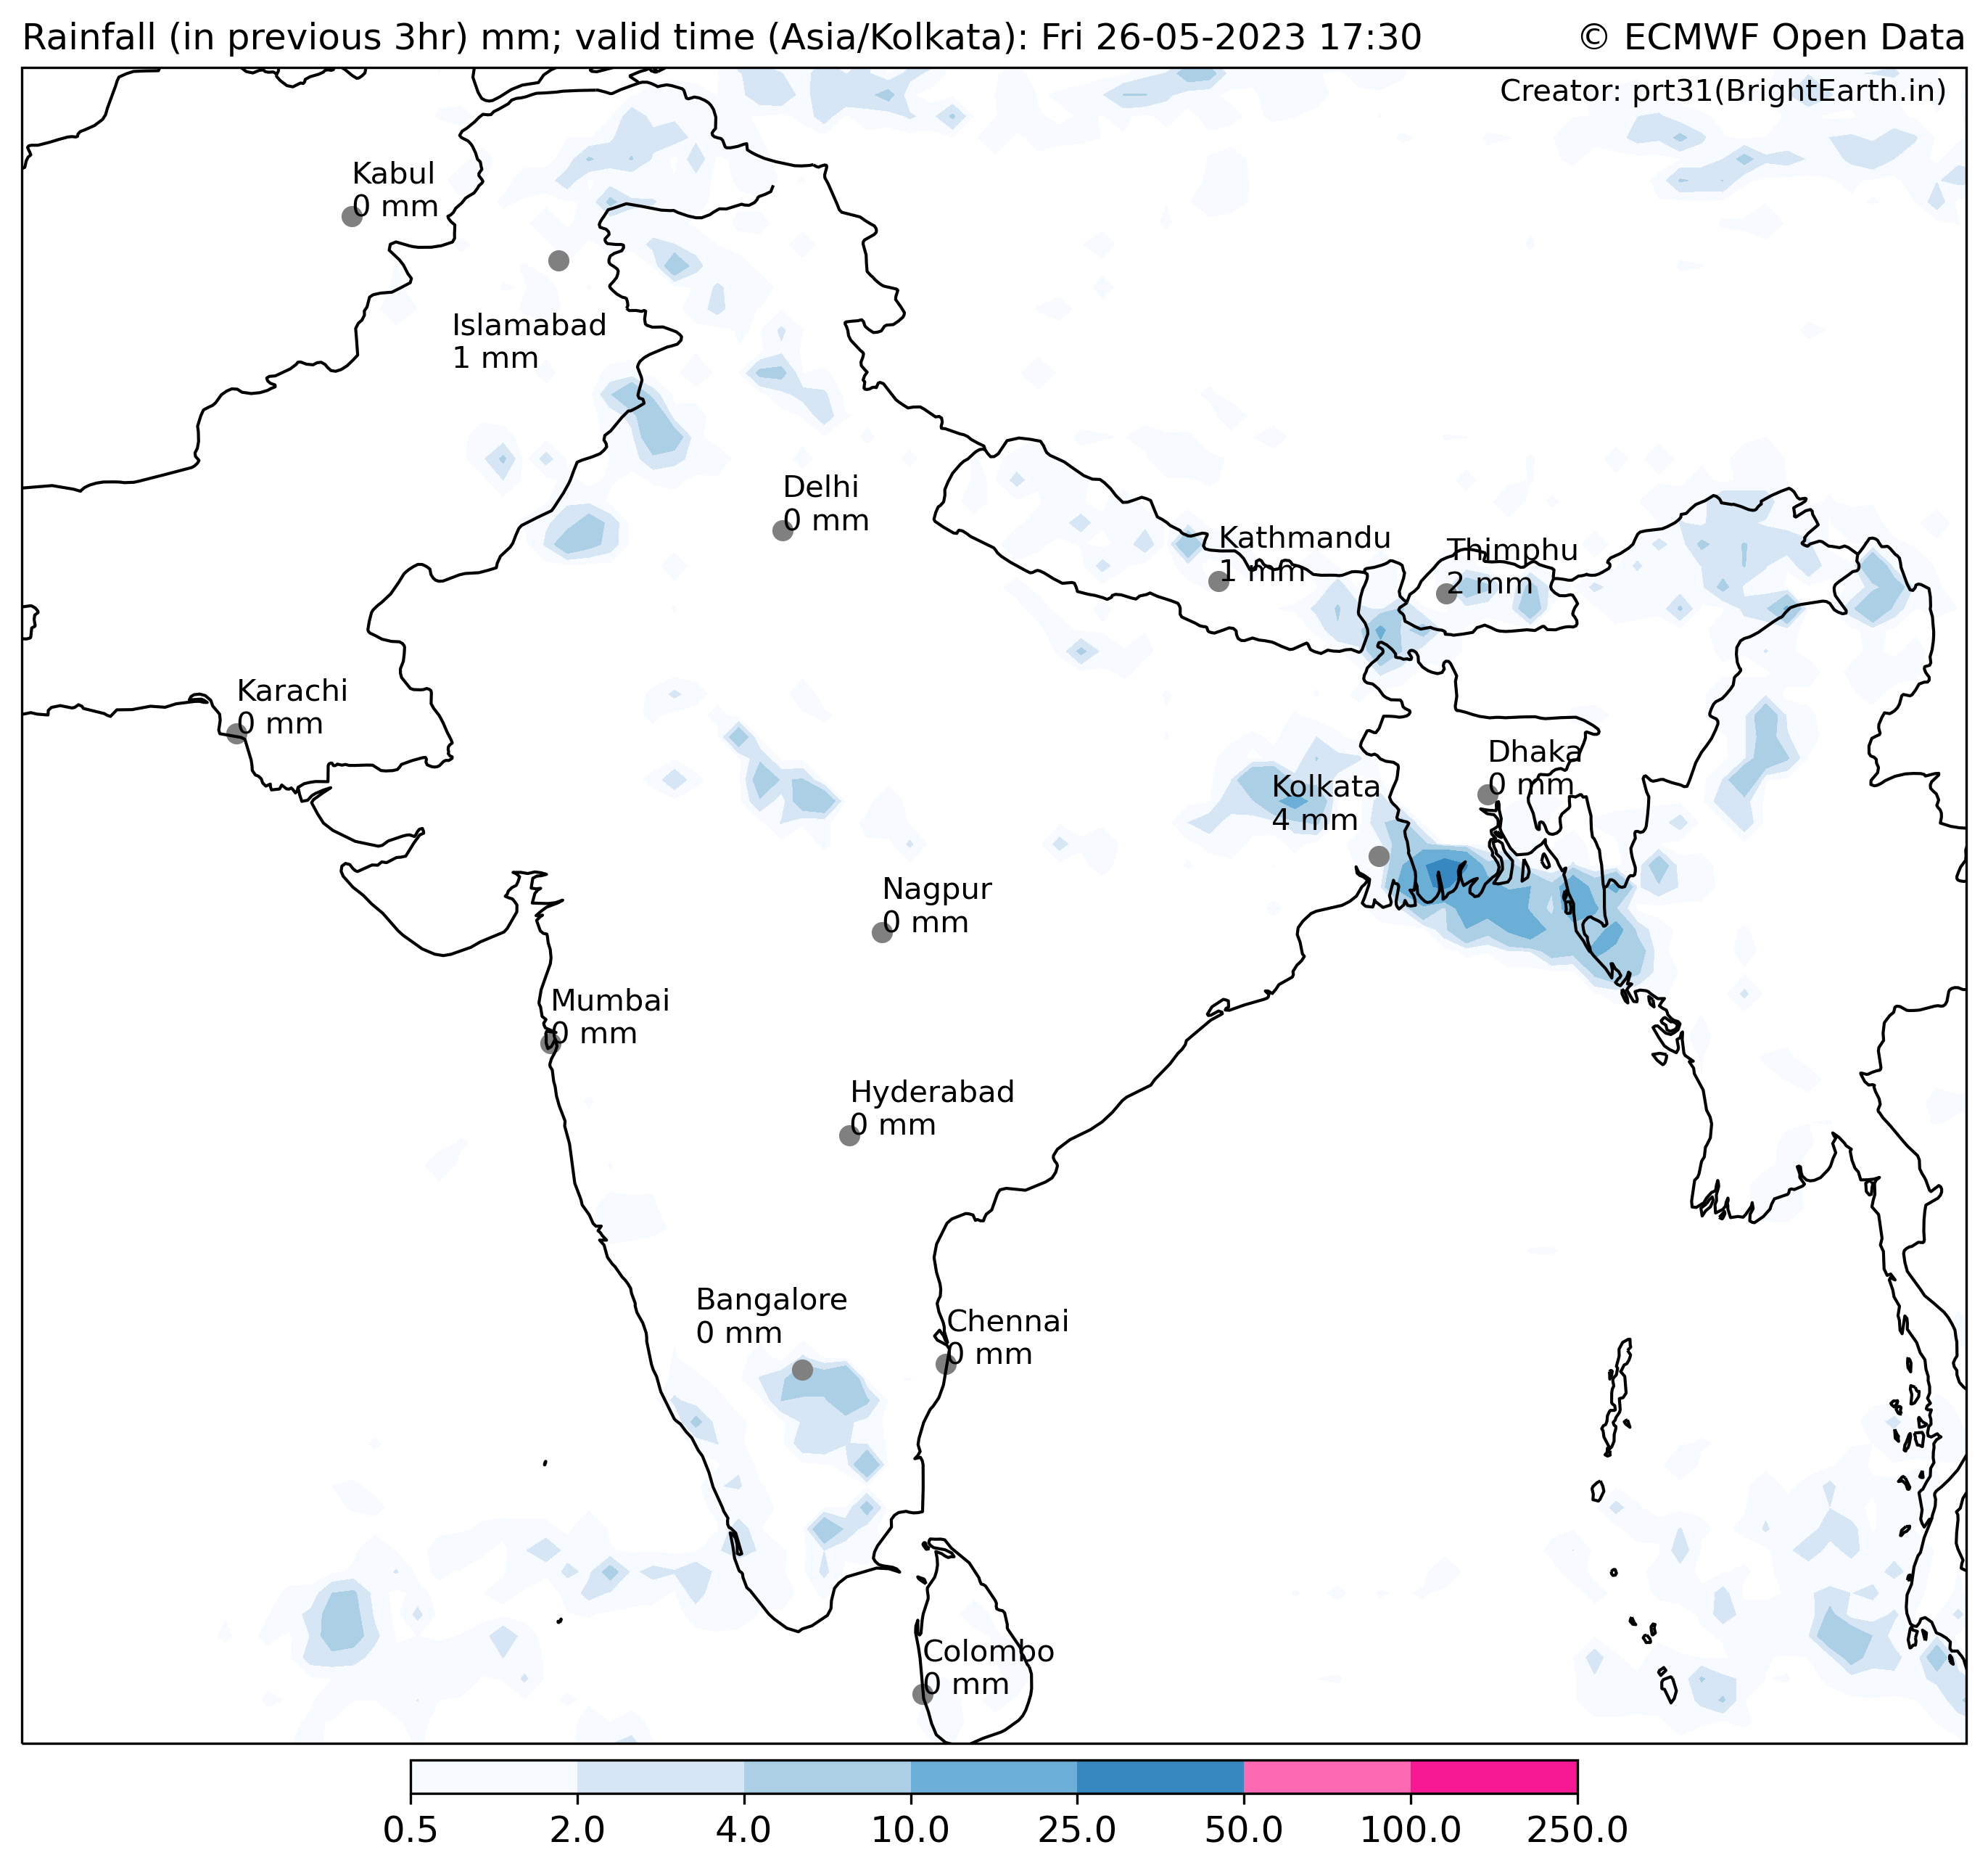 Rainfall (in previous 3hr) mm; valid time (Asia/Kolkata): Fri 26-05-2023 17:30
© ECMWF Open Data
Creator: prt31(BrightEarth.in)
Kabul
0 mm
Islamabad
1 mm
Delhi
0 mm
Kathmandu
1 mm
Thimphu
2 mm
Karachi
0 mm
Dhaka
0 mm
Kolkata
4 mm
Nagpur
0 mm
Mumbai
0 mm
Hyderabad
0 mm
Bangalore
0 mm
Chennai
0 mm
Colombo
0 mm
0.5 2.0 4.0 10.0 25.0 50.0 100.0 250.0